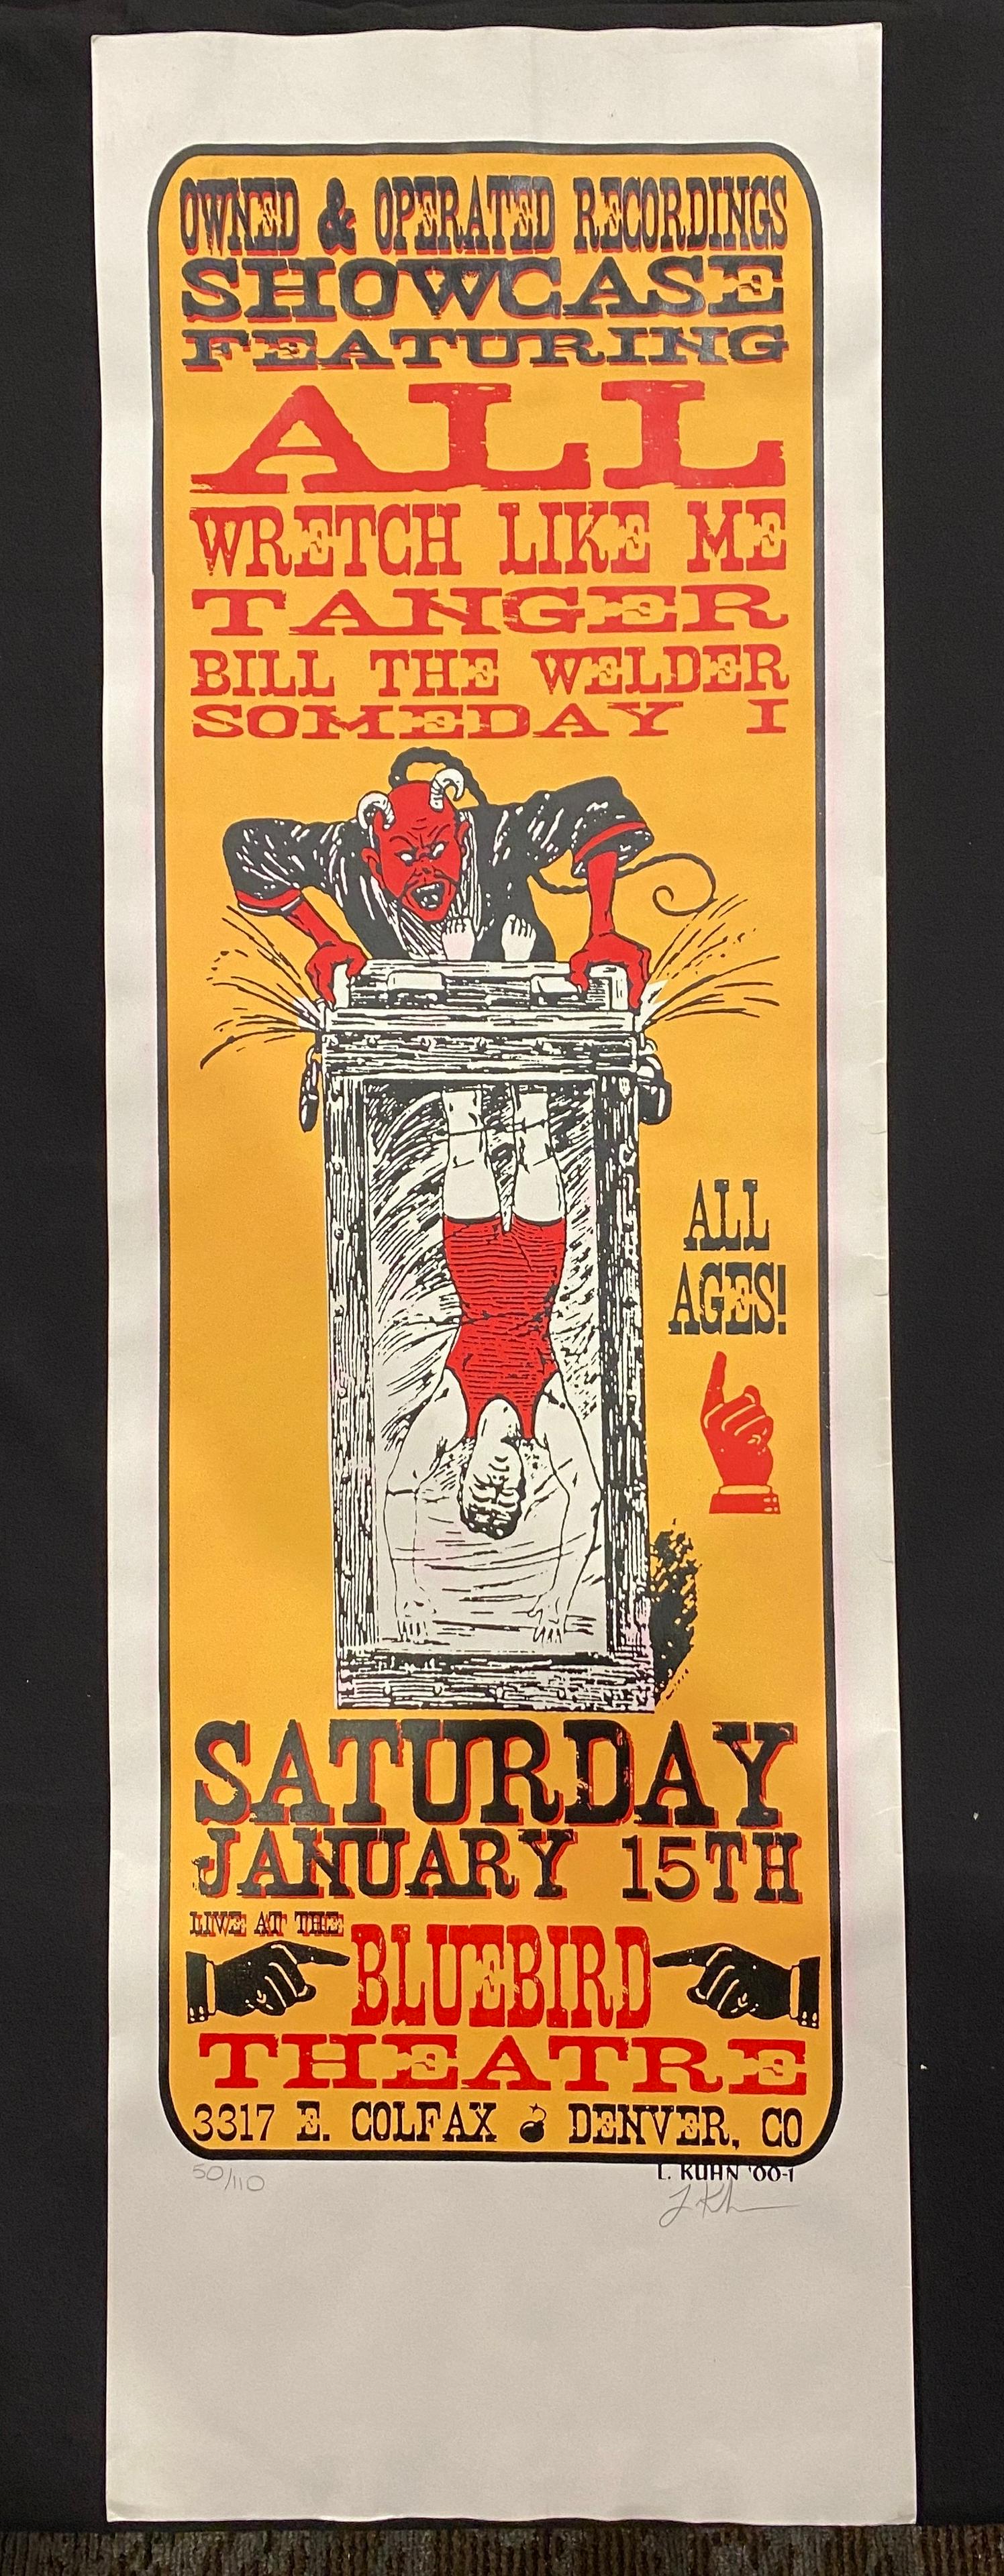 OWNED & OPERATED RECORDINGS
SHOWCASE
FEATURING
ALL
WRETCH LIKE ME
TANGER
BILL THE WELDER
SOMEDAY I
ALL
AGES!
SATURDAY
JANUARY 15TH
LIVE AT THE
BLUEBIRD
THEATRE
3317 E. COLFAX DENVER, CO
50/110
L. KUHN '00-1